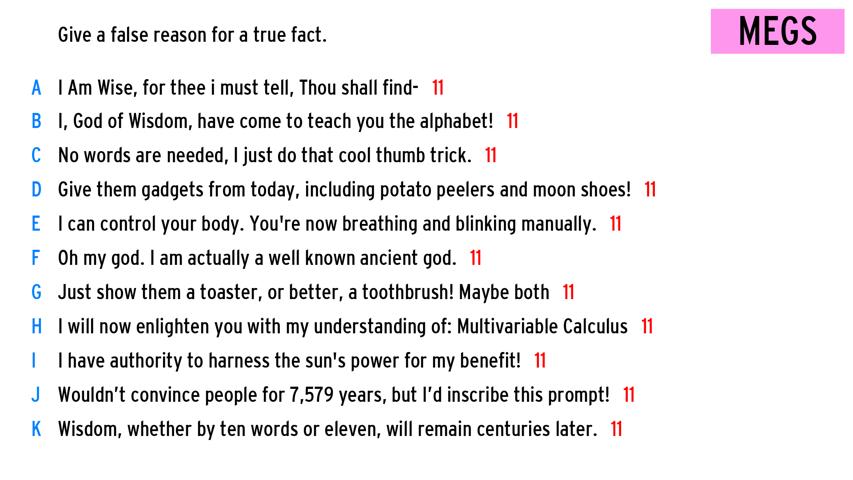 Give a false reason for a true fact.
MEGS
A I Am Wise, for thee i must tell, Thou shall find- 11
B I, God of Wisdom, have come to teach you the alphabet! 11
C No words are needed, I just do that cool thumb trick. 11
D Give them gadgets from today, including potato peelers and moon shoes! 11
E I can control your body. You're now breathing and blinking manually. 11
F Oh my god. I am actually a well known ancient god. 11
G Just show them a toaster, or better, a toothbrush! Maybe both 11
H I will now enlighten you with my understanding of: Multivariable Calculus 11
I I have authority to harness the sun's power for my benefit! 11
J Wouldn't convince people for 7,579 years, but I'd inscribe this prompt! 11
K Wisdom, whether by ten words or eleven, will remain centuries later. 11